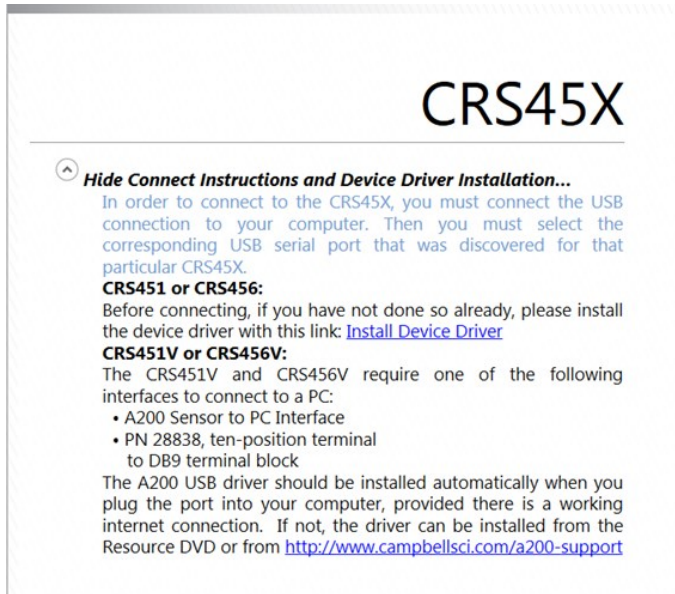 CRS45X
Hide Connect Instructions and Device Driver Installation...
In order to connect to the CRS45X, you must connect the USB
connection to your computer. Then you must select the
corresponding USB serial port that was discovered for that
particular CRS45X.
CRS451 or CRS456:
Before connecting, if you have not done so already, please install
the device driver with this link: Install Device Driver
CRS451V or CRS456V:
The CRS451V and CRS456V require one of the following
interfaces to connect to a PC:
• A200 Sensor to PC Interface
• PN 28838, ten-position terminal
to DB9 terminal block
The A200 USB driver should be installed automatically when you
plug the port into your computer, provided there is a working
internet connection. If not, the driver can be installed from the
Resource DVD or from http://www.campbellsci.com/a200-support